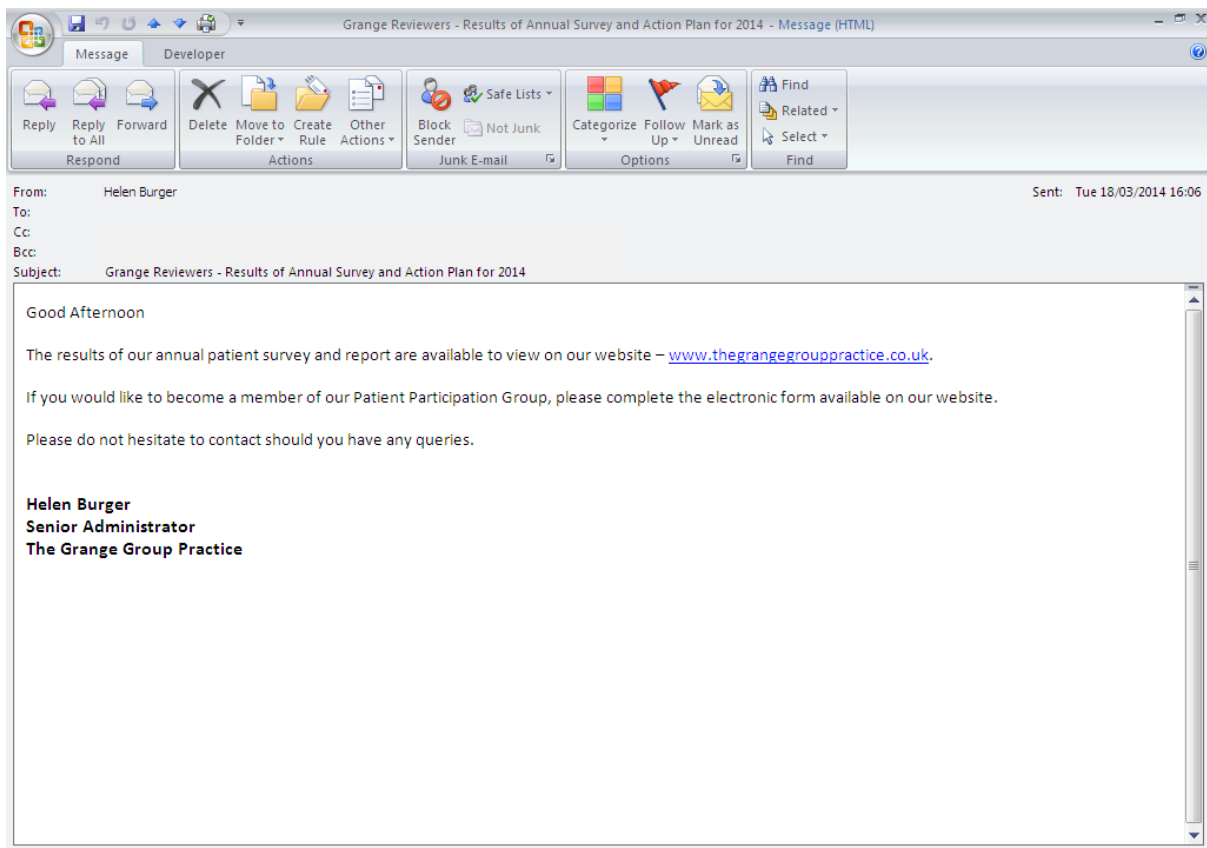 Grange Reviewers - Results of Annual Survey and Action Plan for 2014 - Message (HTML)
Message Developer
Reply Reply to All Forward Delete Move to Folder Create Rule Other Actions Block Sender Safe Lists Not Junk Categorize Follow Up Mark as Unread Find Related Select
Respond Actions Junk E-mail Options Find
From: Helen Burger Sent: Tue 18/03/2014 16:06
To:
Cc:
Bcc:
Subject: Grange Reviewers - Results of Annual Survey and Action Plan for 2014
Good Afternoon
The results of our annual patient survey and report are available to view on our website – www.thegrangegrouppractice.co.uk.
If you would like to become a member of our Patient Participation Group, please complete the electronic form available on our website.
Please do not hesitate to contact should you have any queries.
Helen Burger
Senior Administrator
The Grange Group Practice